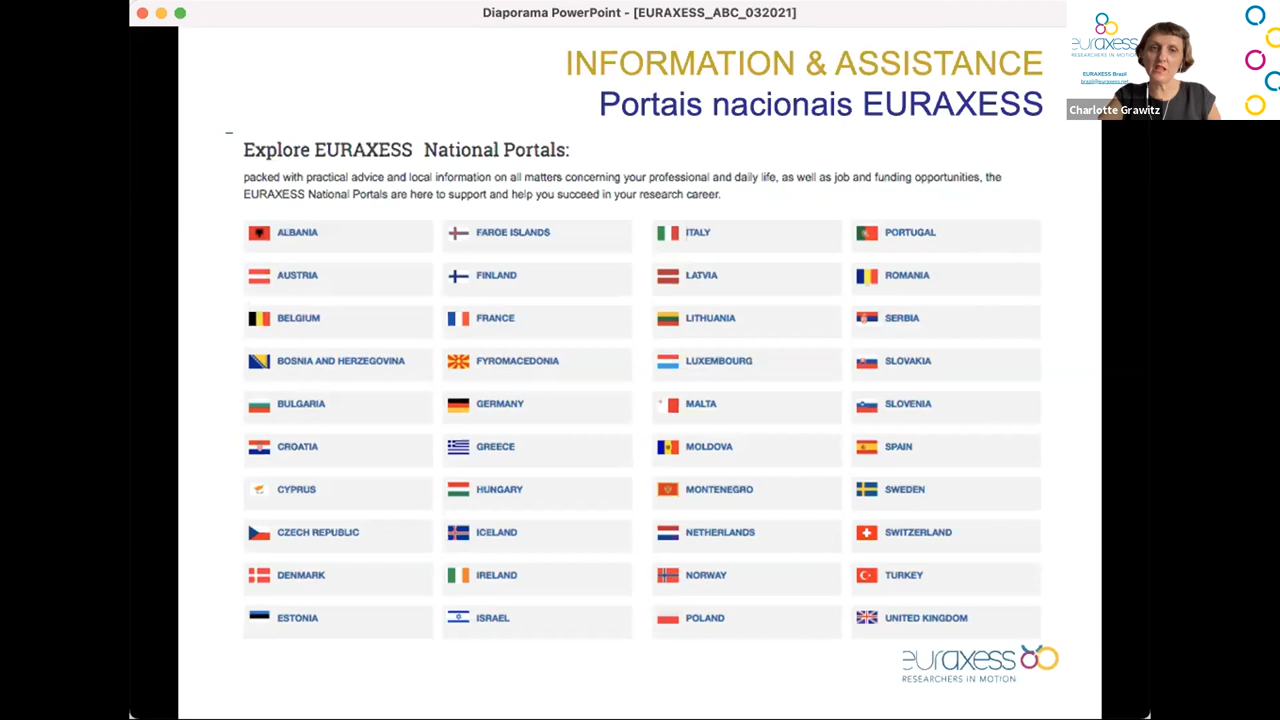 Diaporama PowerPoint - [EURAXESS_ABC_032021]
INFORMATION & ASSISTANCE
Portais nacionais EURAXESS
Explore EURAXESS National Portals:
packed with practical advice and local information on all matters concerning your professional and daily life, as well as job and funding opportunities, the
EURAXESS National Portals are here to support and help you succeed in your research career.
ALBANIA
FAROE ISLANDS
ITALY
PORTUGAL
AUSTRIA
FINLAND
LATVIA
ROMANIA
BELGIUM
FRANCE
LITHUANIA
SERBIA
BOSNIA AND HERZEGOVINA
FYROMACEDONIA
LUXEMBOURG
SLOVAKIA
BULGARIA
GERMANY
MALTA
SLOVENIA
CROATIA
GREECE
MOLDOVA
SPAIN
CYPRUS
HUNGARY
MONTENEGRO
SWEDEN
CZECH REPUBLIC
ICELAND
NETHERLANDS
SWITZERLAND
DENMARK
IRELAND
NORWAY
TURKEY
ESTONIA
ISRAEL
POLAND
UNITED KINGDOM
euraxess
RESEARCHERS IN MOTION
euraxess
RESEARCHERS IN MOTION
EURAXESS Brazil
brazil@euraxess.net
Charlotte Grawitz